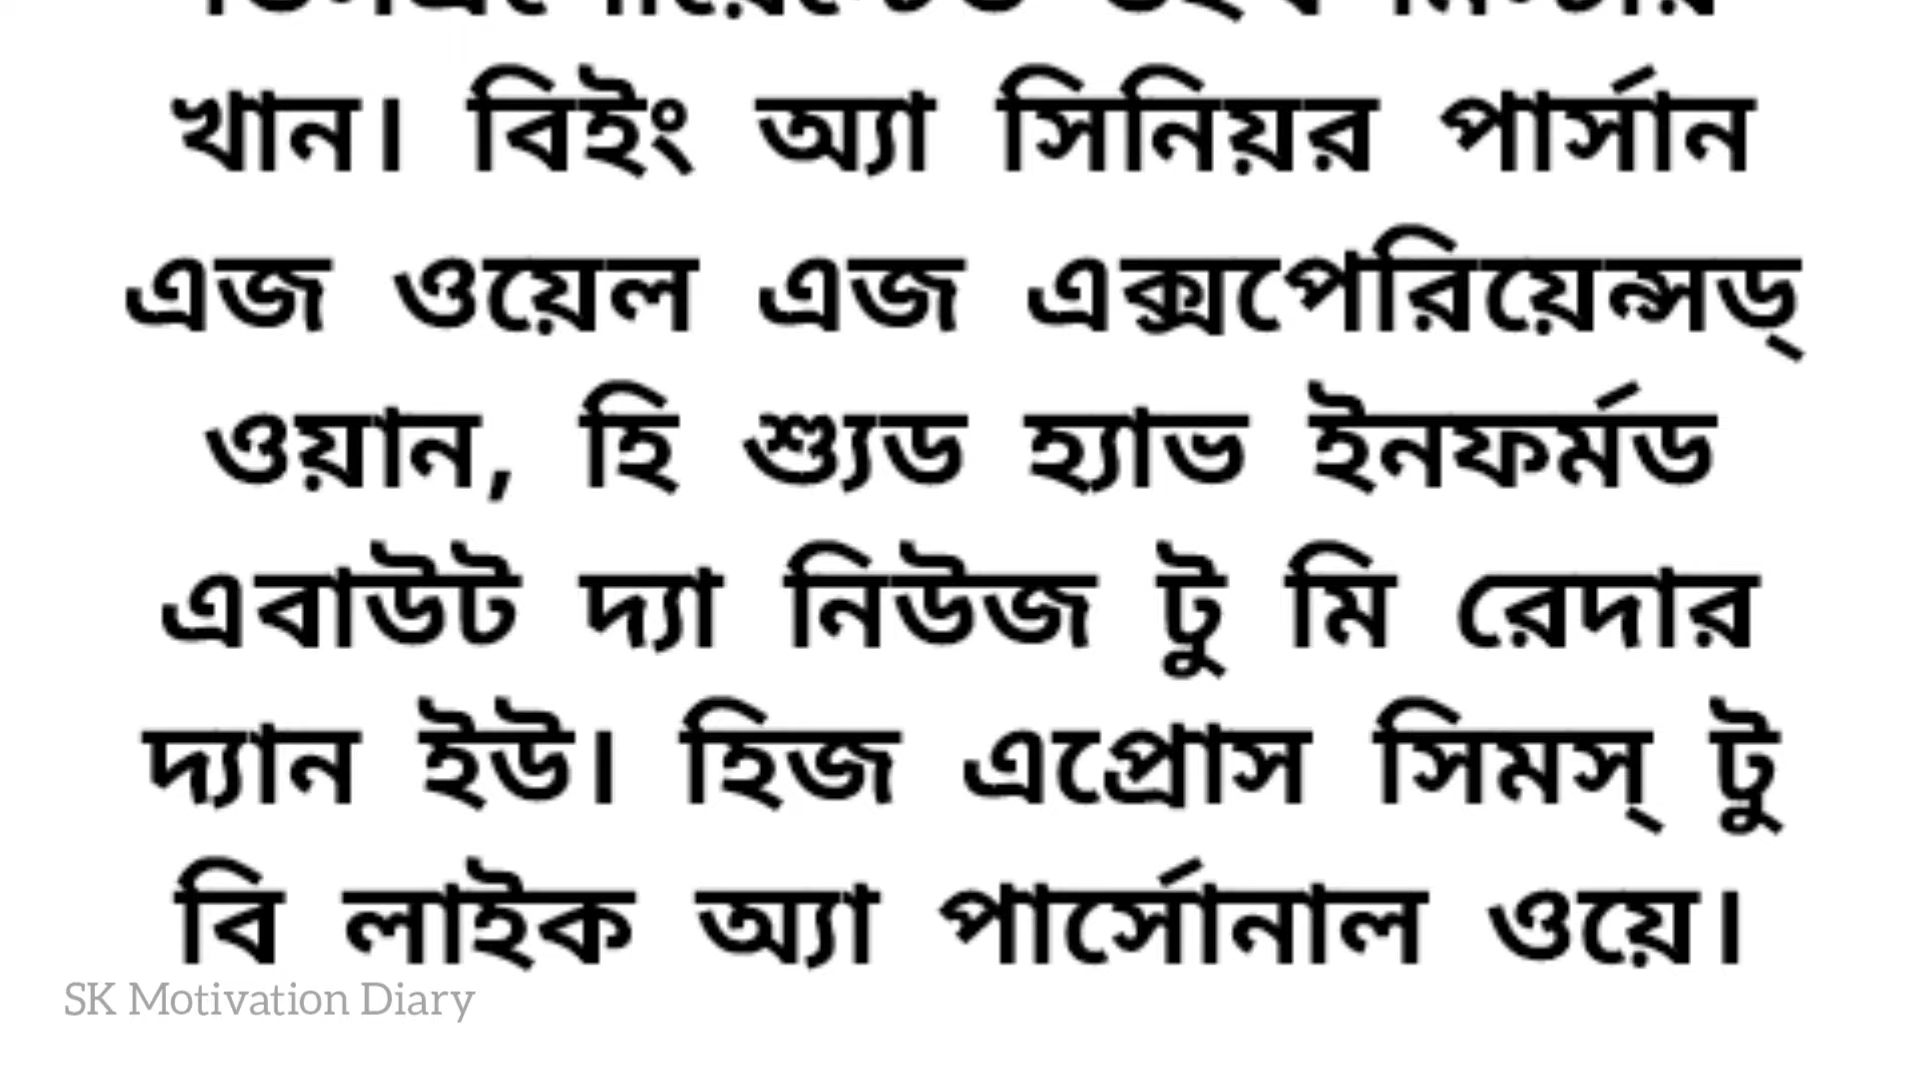 খান। বিইং অ্যা সিনিয়র পার্সান
এজ ওয়েল এজ এক্সপেরিয়েন্সড্
ওয়ান, হি শ্যুড হ্যাভ ইনফর্মড
এবাউট দ্যা নিউজ টু মি রেদার
দ্যান ইউ। হিজ এপ্রোস সিমস্ টু
বি লাইক অ্যা পার্সোনাল ওয়ে।
SK Motivation Diary